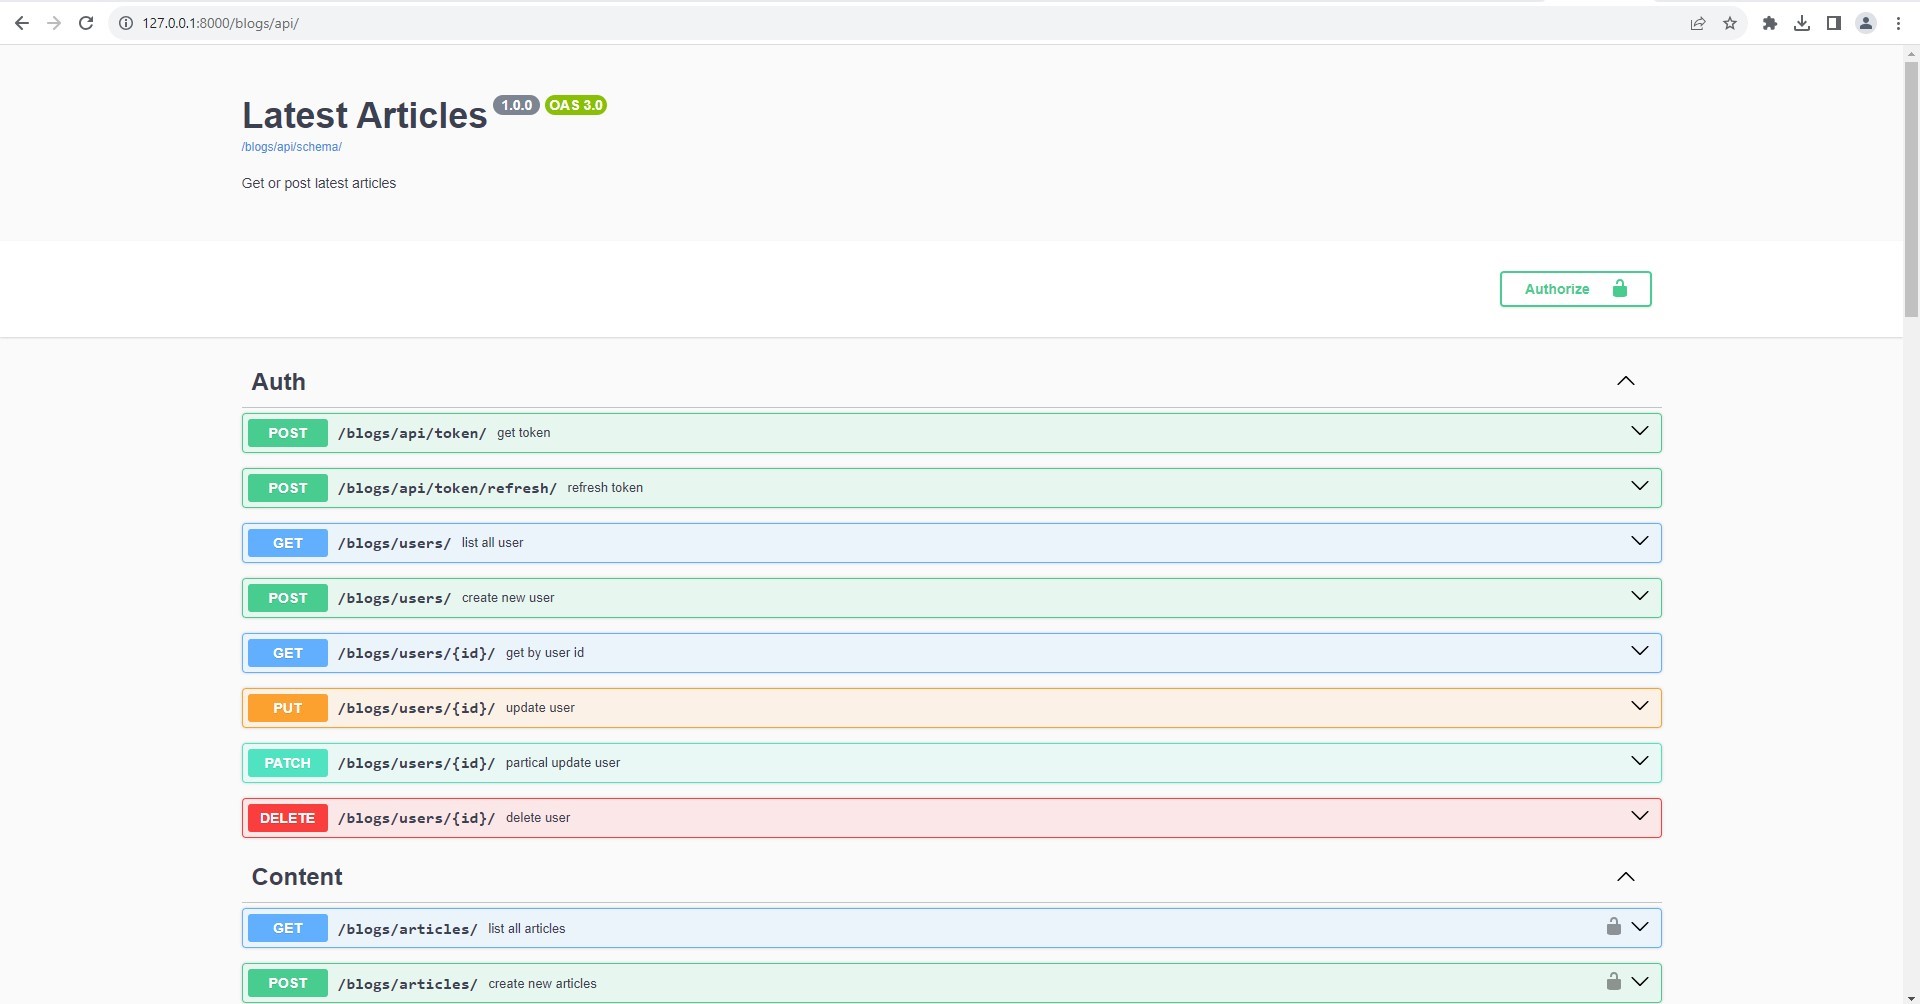 127.0.0.1:8000/blogs/api/
Latest Articles 1.0.0 OAS 3.0
/blogs/api/schema/
Get or post latest articles
Authorize
Auth
POST /blogs/api/token/ get token
POST /blogs/api/token/refresh/ refresh token
GET /blogs/users/ list all user
POST /blogs/users/ create new user
GET /blogs/users/{id}/ get by user id
PUT /blogs/users/{id}/ update user
PATCH /blogs/users/{id}/ partical update user
DELETE /blogs/users/{id}/ delete user
Content
GET /blogs/articles/ list all articles
POST /blogs/articles/ create new articles